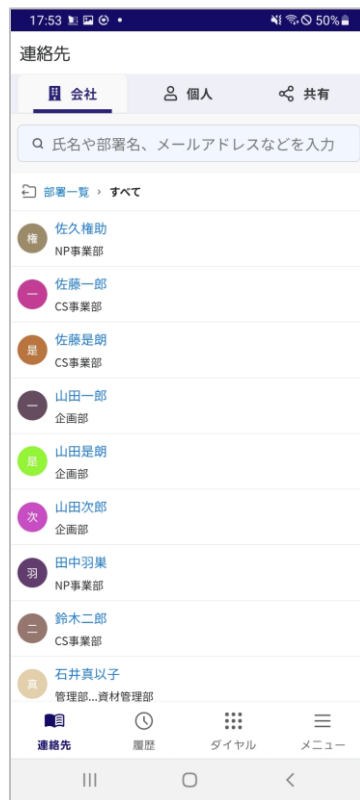 17:53 50%
連絡先
会社 個人 共有
氏名や部署名、メールアドレスなどを入力
部署一覧 › すべて
権 佐久権助
NP事業部
一 佐藤一郎
CS事業部
是 佐藤是朗
CS事業部
一 山田一郎
企画部
是 山田是朗
企画部
次 山田次郎
企画部
羽 田中羽巣
NP事業部
二 鈴木二郎
CS事業部
真 石井真以子
管理部...資材管理部
連絡先 履歴 ダイヤル メニュー